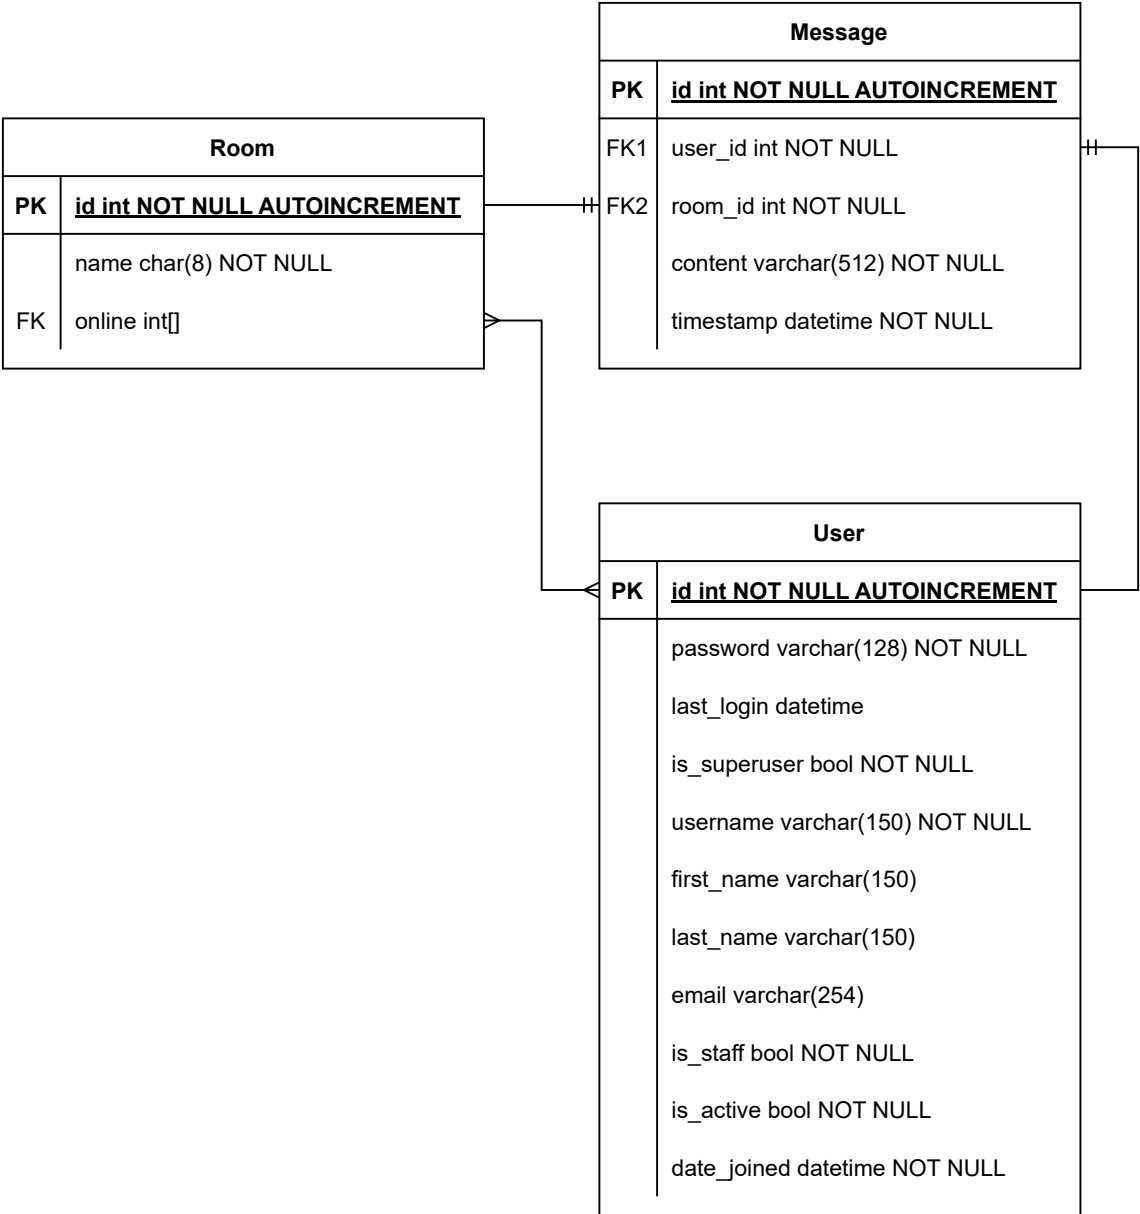 Message
PK id int NOT NULL AUTOINCREMENT
FK1 user_id int NOT NULL
FK2 room_id int NOT NULL
content varchar(512) NOT NULL
timestamp datetime NOT NULL
Room
PK id int NOT NULL AUTOINCREMENT
name char(8) NOT NULL
FK online int[]
User
PK id int NOT NULL AUTOINCREMENT
password varchar(128) NOT NULL
last_login datetime
is_superuser bool NOT NULL
username varchar(150) NOT NULL
first_name varchar(150)
last_name varchar(150)
email varchar(254)
is_staff bool NOT NULL
is_active bool NOT NULL
date_joined datetime NOT NULL